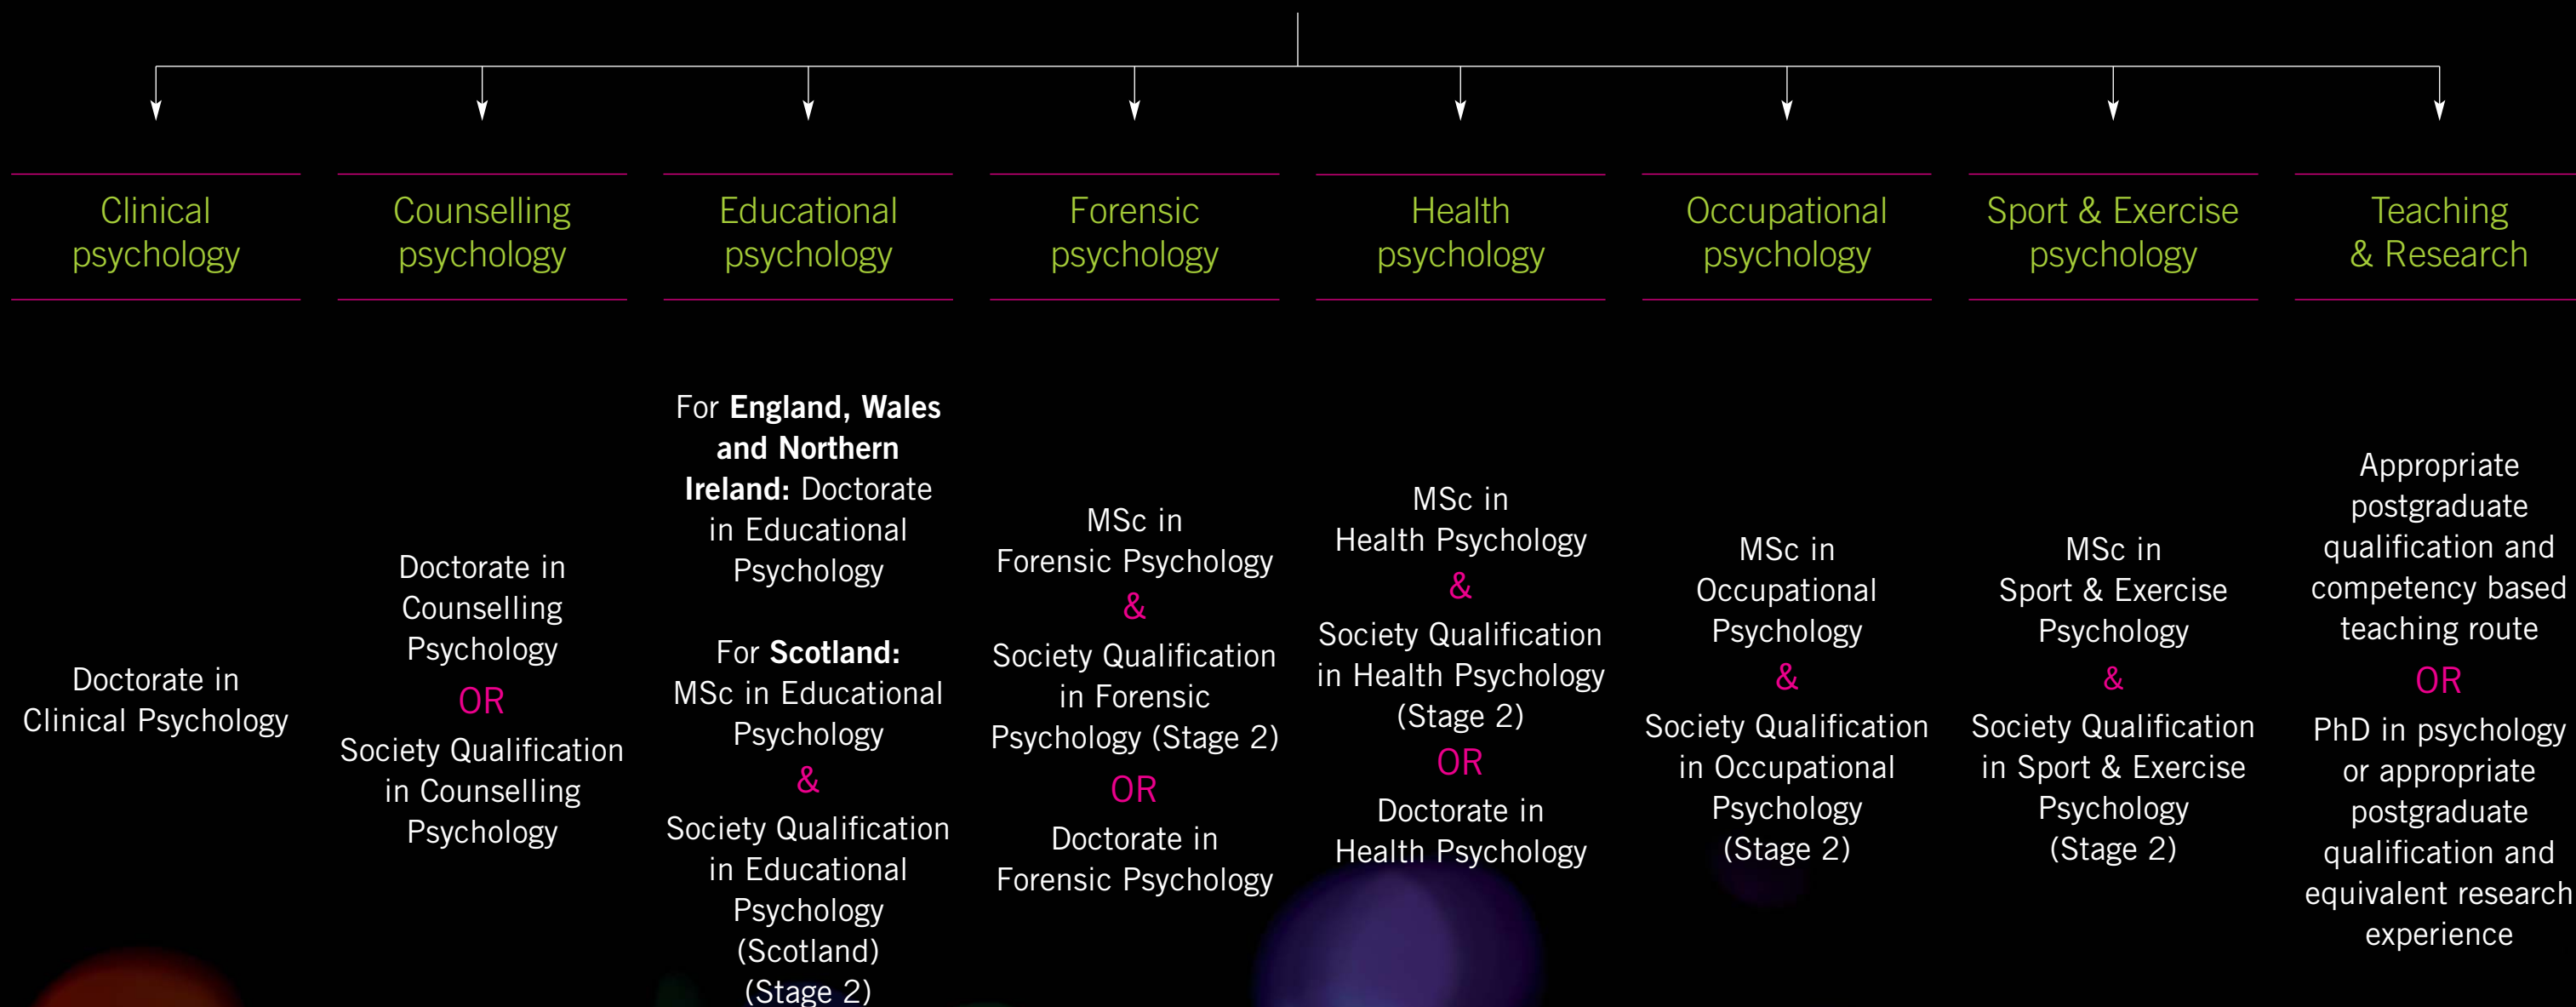 Clinical
psychology
Counselling
psychology
Educational
psychology
Forensic
psychology
Health
psychology
Occupational
psychology
Sport & Exercise
psychology
Teaching
& Research
Doctorate in
Clinical Psychology
Doctorate in
Counselling
Psychology
OR
Society Qualification
in Counselling
Psychology
For England, Wales
and Northern
Ireland: Doctorate
in Educational
Psychology
For Scotland:
MSc in Educational
Psychology
&
Society Qualification
in Educational
Psychology
(Scotland)
(Stage 2)
MSc in
Forensic Psychology
&
Society Qualification
in Forensic
Psychology (Stage 2)
OR
Doctorate in
Forensic Psychology
MSc in
Health Psychology
&
Society Qualification
in Health Psychology
(Stage 2)
OR
Doctorate in
Health Psychology
MSc in
Occupational
Psychology
&
Society Qualification
in Occupational
Psychology
(Stage 2)
MSc in
Sport & Exercise
Psychology
&
Society Qualification
in Sport & Exercise
Psychology
(Stage 2)
Appropriate
postgraduate
qualification and
competency based
teaching route
OR
PhD in psychology
or appropriate
postgraduate
qualification and
equivalent research
experience